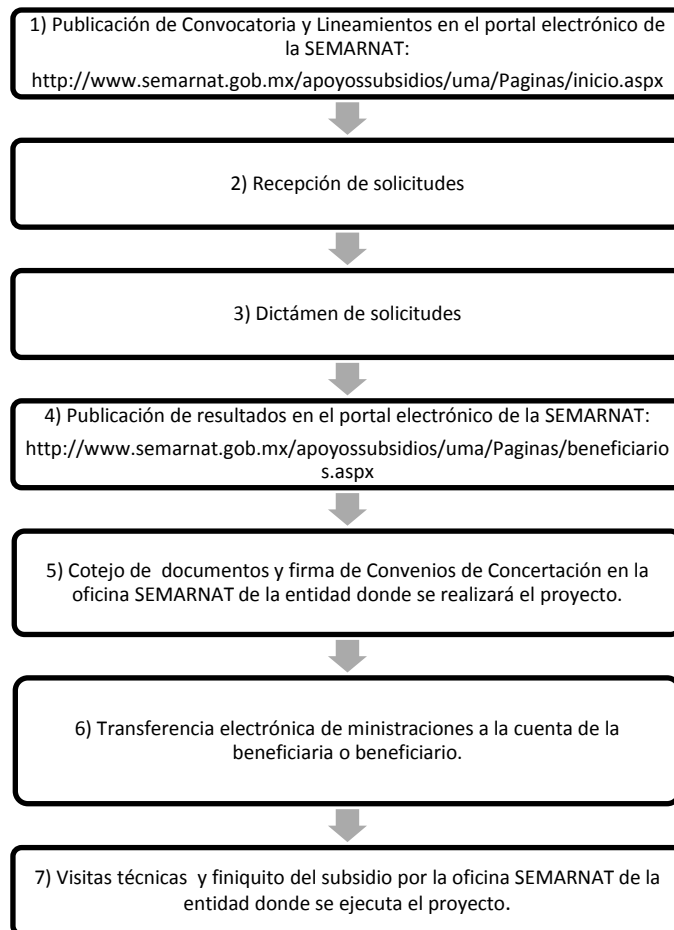 1) Publicación de Convocatoria y Lineamientos en el portal electrónico de
la SEMARNAT:
http://www.semarnat.gob.mx/apoyossubsidios/uma/Paginas/inicio.aspx
2) Recepción de solicitudes
3) Dictámen de solicitudes
4) Publicación de resultados en el portal electrónico de la SEMARNAT:
http://www.semarnat.gob.mx/apoyossubsidios/uma/Paginas/beneficiario
s.aspx
5) Cotejo de documentos y firma de Convenios de Concertación en la
oficina SEMARNAT de la entidad donde se realizará el proyecto.
6) Transferencia electrónica de ministraciones a la cuenta de la
beneficiaria o beneficiario.
7) Visitas técnicas y finiquito del subsidio por la oficina SEMARNAT de la
entidad donde se ejecuta el proyecto.